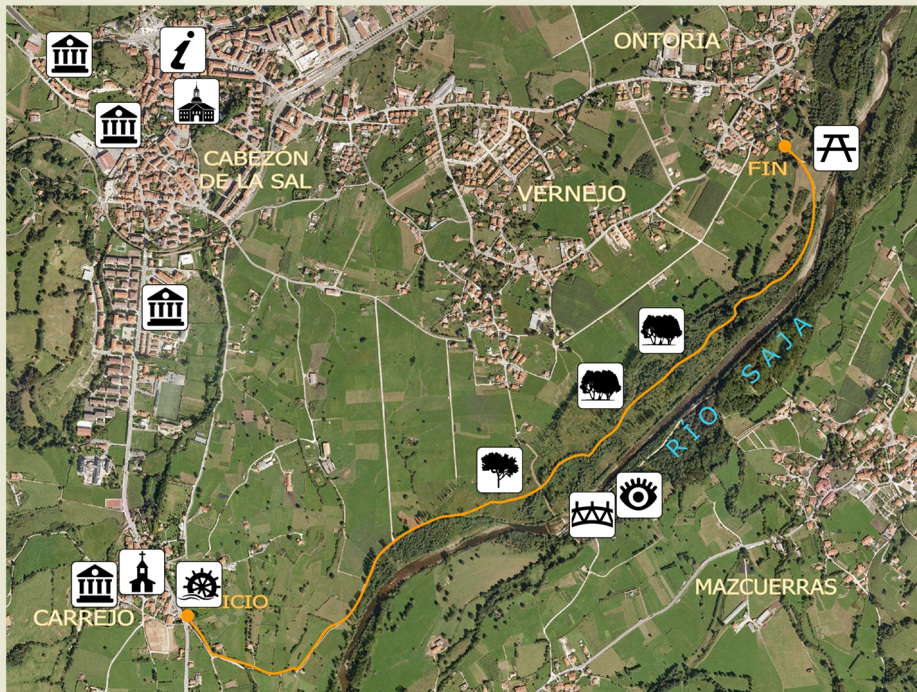 ONTORIA
i
CABEZÓN
DE LA SAL
FIN
VERNEJO
RÍO SAJA
MAZCUERRAS
ICIO
CARREJO